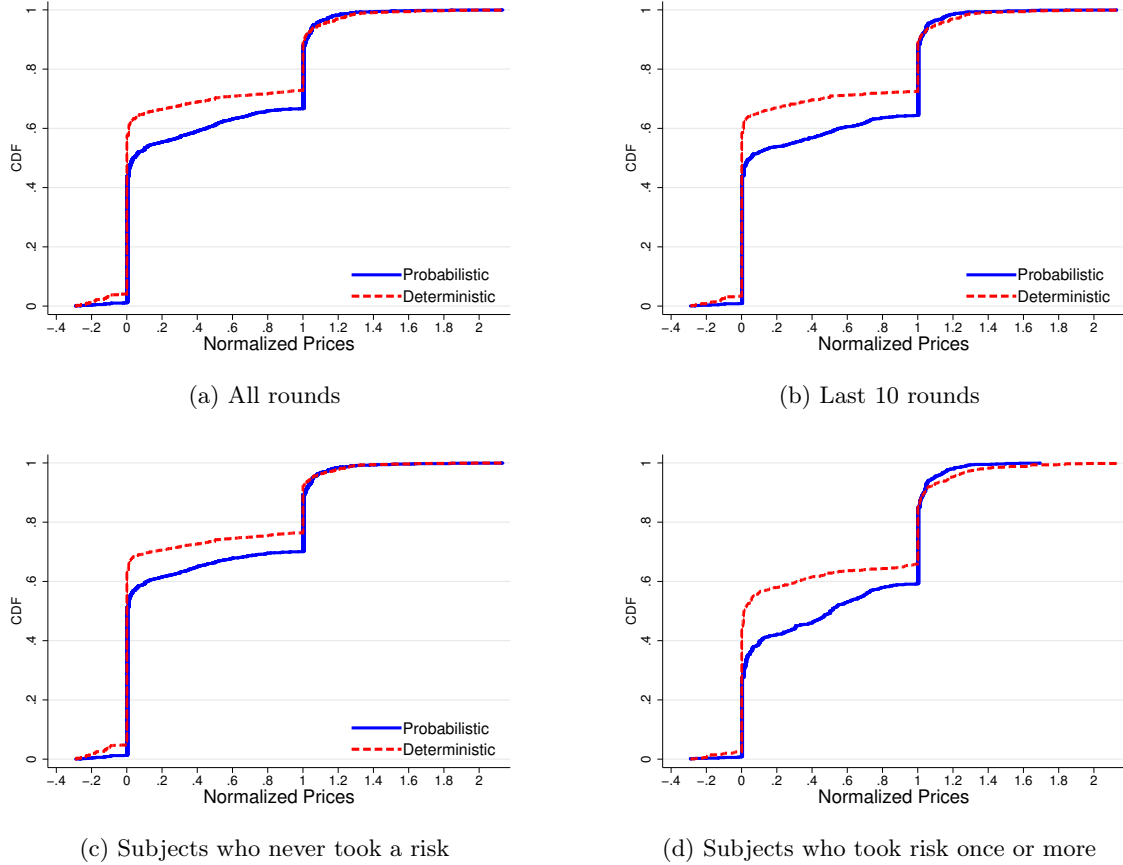 1
.8
.6
.4
.2
0
CDF
Probabilistic
Deterministic
-.4 -.2 0 .2 .4 .6 .8 1 1.2 1.4 1.6 1.8 2
Normalized Prices
(a) All rounds
1
.8
.6
.4
.2
0
CDF
Probabilistic
Deterministic
-.4 -.2 0 .2 .4 .6 .8 1 1.2 1.4 1.6 1.8 2
Normalized Prices
(b) Last 10 rounds
1
.8
.6
.4
.2
0
CDF
Probabilistic
Deterministic
-.4 -.2 0 .2 .4 .6 .8 1 1.2 1.4 1.6 1.8 2
Normalized Prices
(c) Subjects who never took a risk
1
.8
.6
.4
.2
0
CDF
-.4 -.2 0 .2 .4 .6 .8 1 1.2 1.4 1.6 1.8 2
Normalized Prices
(d) Subjects who took risk once or more